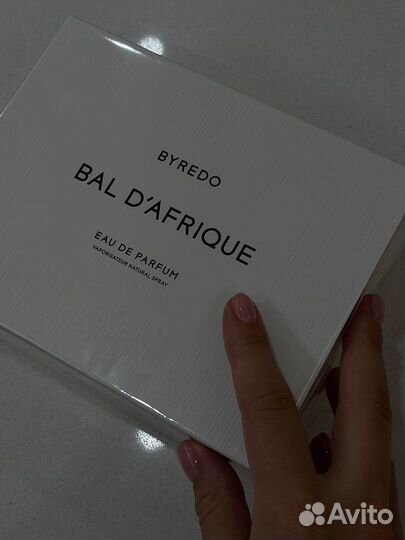 BYREDO
BAL D'AFRIQUE
EAU DE PARFUM
VAPORISATEUR NATURAL SPRAY
Avito